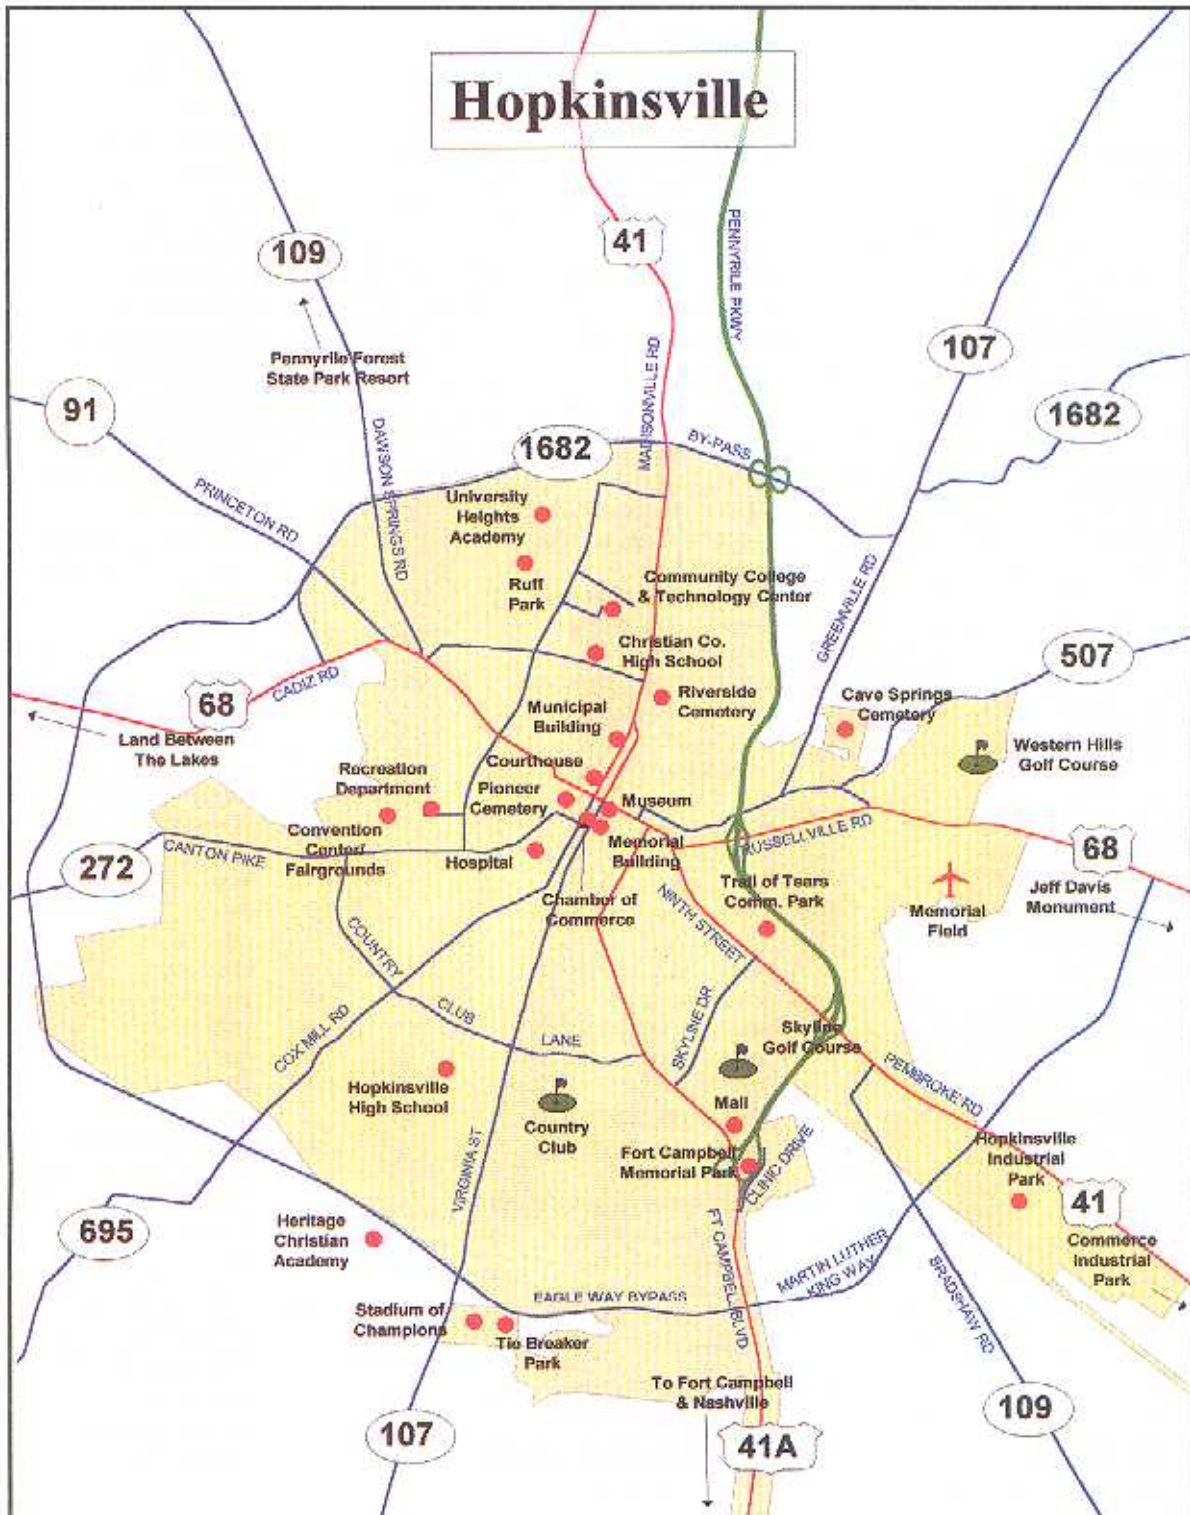 Hopkinsville
41
109
PENNYRILE PKWY
Pennyrile Forest
State Park Resort
107
MADISONVILLE RD
91
1682
1682
BY-PASS
DAWSON SPRINGS RD
PRINCETON RD
University
Heights
Academy
Ruff
Park
Community College
& Technology Center
GREENVILLE RD
Christian Co.
High School
507
CADIZ RD
68
Riverside
Cemetery
Cave Springs
Cemetery
Municipal
Building
Land Between
The Lakes
Western Hills
Golf Course
Courthouse
Recreation
Department
Pioneer
Cemetery
Museum
Convention
Center/
Fairgrounds
RUSSELLVILLE RD
68
CANTON PIKE
272
Hospital
Memorial
Building
Trail of Tears
Comm. Park
Jeff Davis
Monument
Chamber of
Commerce
NINTH STREET
Memorial
Field
COUNTRY
CLUB
LANE
COX MILL RD
SKYLINE DR
Skyline
Golf Course
Hopkinsville
High School
Country
Club
Mall
PEMBROKE RD
VIRGINIA ST
Fort Campbell
Memorial Park
CLINIC DRIVE
Hopkinsville
Industrial
Park
41
695
Heritage
Christian
Academy
FT CAMPBELL BLVD
MARTIN LUTHER
KING WAY
Commerce
Industrial
Park
EAGLE WAY BYPASS
BRADSHAW RD
Stadium of
Champions
Tie Breaker
Park
To Fort Campbell
& Nashville
107
109
41A